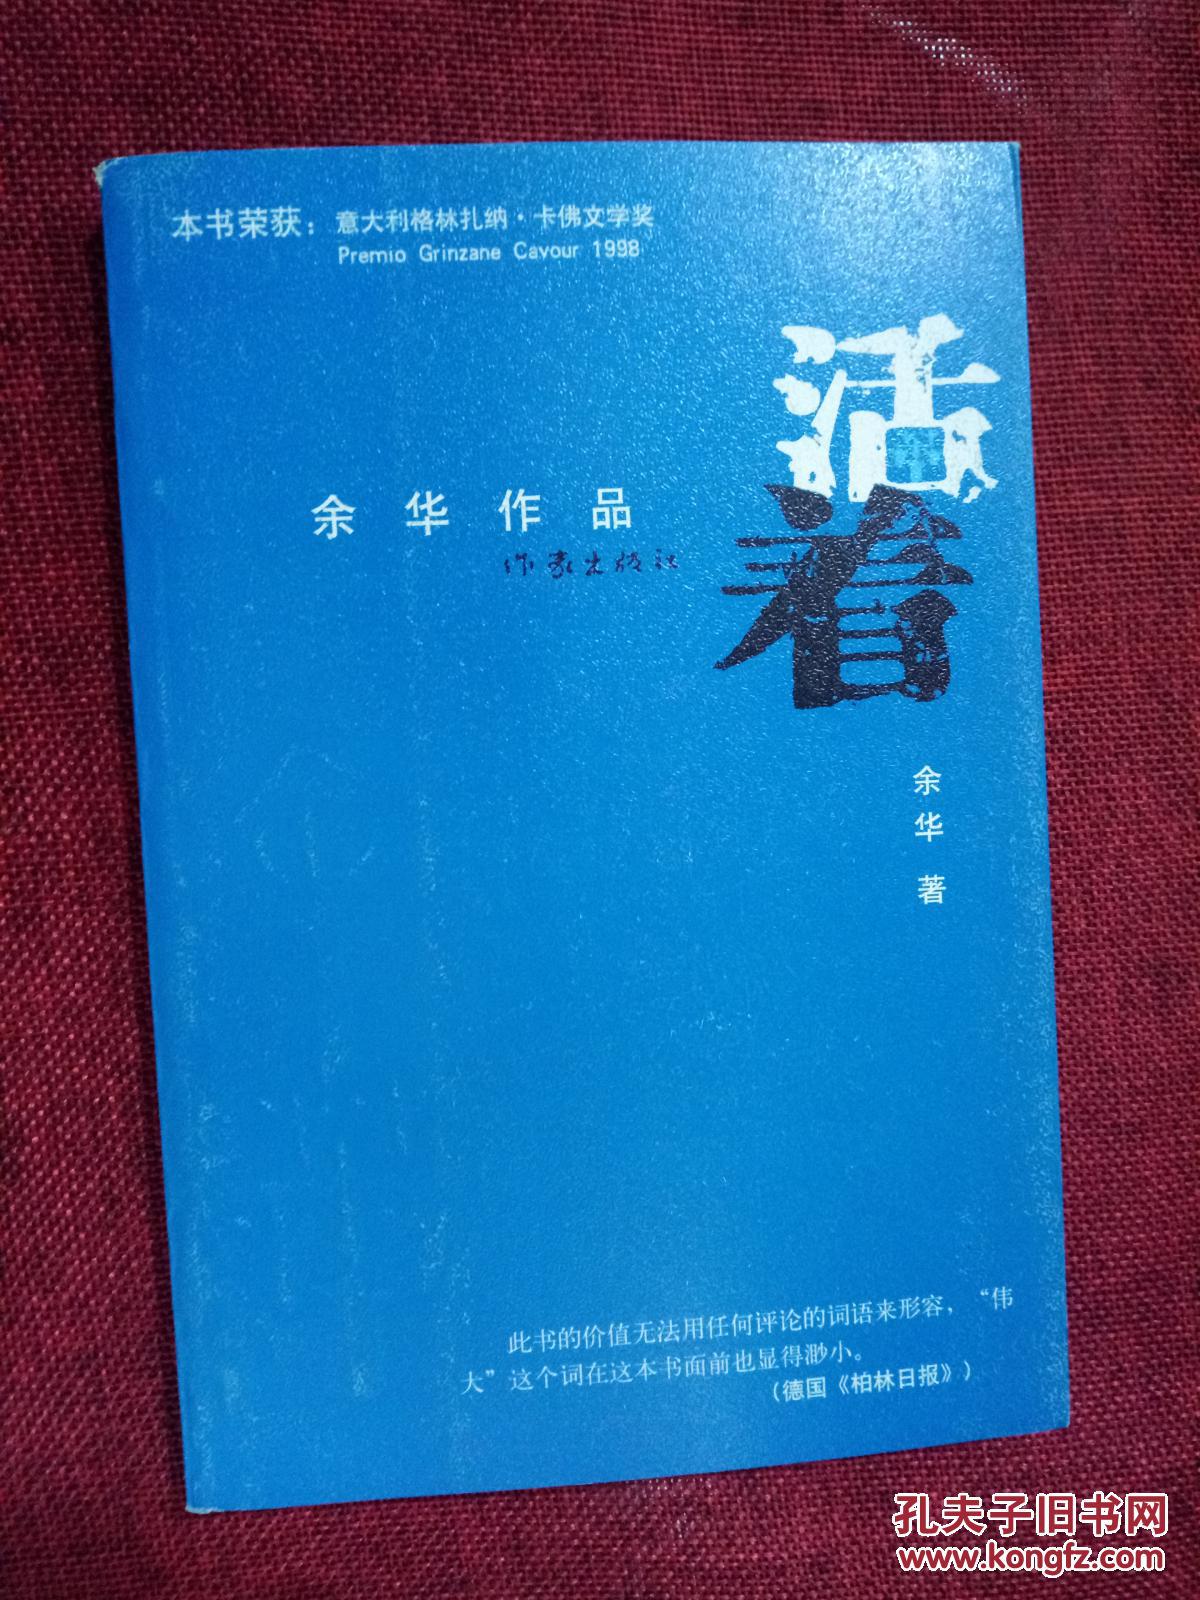 本书荣获：意大利格林扎纳·卡佛文学奖
Premio Grinzane Cavour 1998
活着
余华作品
作家出版社
余华 著
此书的价值无法用任何评论的词语来形容，“伟
大”这个词在这本书面前也显得渺小。
（德国《柏林日报》）
孔夫子旧书网
www.kongfz.com